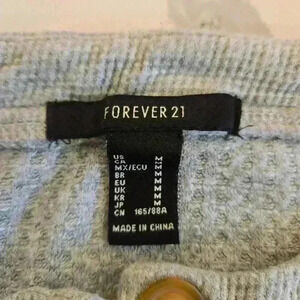 FOREVER 21
US M
CA M
MX/ECU M
BR M
EU M
UK M
KR M
JP M
CN 165/88A
MADE IN CHINA